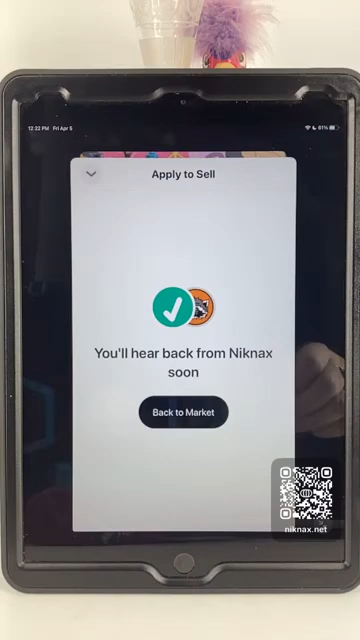 12:22 PM Fri Apr 5
61%
Apply to Sell
You'll hear back from Niknax
soon
Back to Market
niknax.net